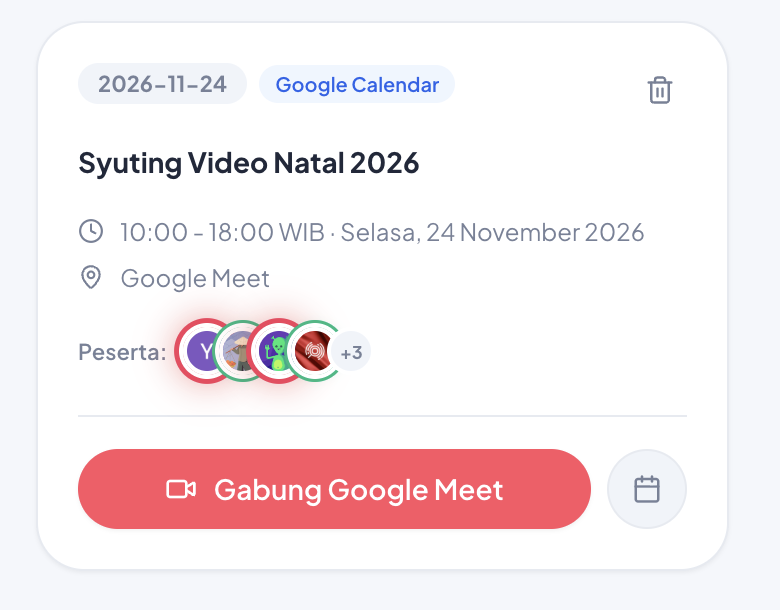 2026-11-24 Google Calendar
Syuting Video Natal 2026
10:00 - 18:00 WIB · Selasa, 24 November 2026
Google Meet
Peserta: Y +3
Gabung Google Meet